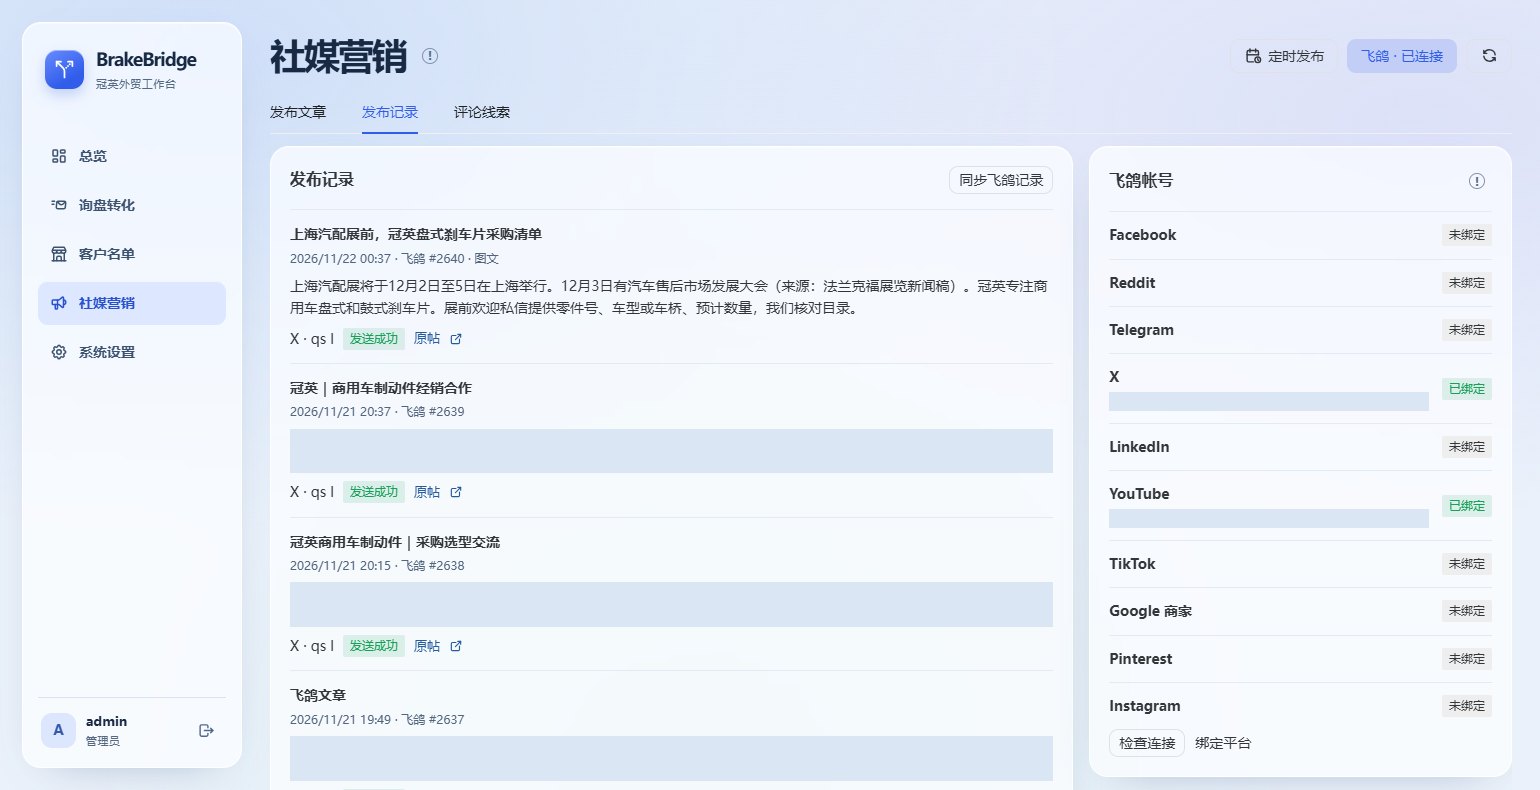 BrakeBridge
冠英外贸工作台
总览
询盘转化
客户名单
社媒营销
系统设置
A
admin
管理员
社媒营销
定时发布
飞鸽 · 已连接
发布文章
发布记录
评论线索
发布记录
同步飞鸽记录
上海汽配展前，冠英盘式刹车片采购清单
2026/11/22 00:37 · 飞鸽 #2640 · 图文
上海汽配展将于12月2日至5日在上海举行。12月3日有汽车售后市场发展大会（来源：法兰克福展览新闻稿）。冠英专注商
用车盘式和鼓式刹车片。展前欢迎私信提供零件号、车型或车桥、预计数量，我们核对目录。
X · qs l 发送成功 原帖
冠英｜商用车制动件经销合作
2026/11/21 20:37 · 飞鸽 #2639
X · qs l 发送成功 原帖
冠英商用车制动件｜采购选型交流
2026/11/21 20:15 · 飞鸽 #2638
X · qs l 发送成功 原帖
飞鸽文章
2026/11/21 19:49 · 飞鸽 #2637
飞鸽帐号
Facebook 未绑定
Reddit 未绑定
Telegram 未绑定
X 已绑定
LinkedIn 未绑定
YouTube 已绑定
TikTok 未绑定
Google 商家 未绑定
Pinterest 未绑定
Instagram 未绑定
检查连接 绑定平台